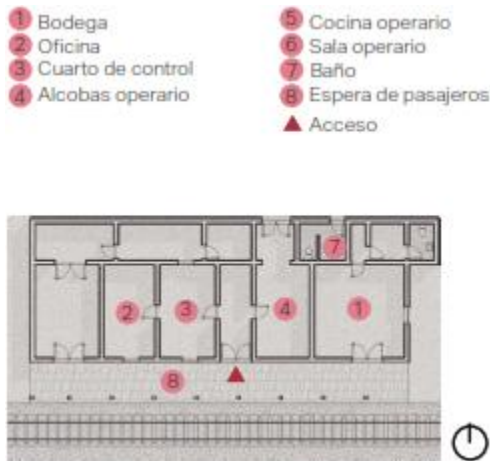 1 Bodega
2 Oficina
3 Cuarto de control
4 Alcobas operario
5 Cocina operario
6 Sala operario
7 Baño
8 Espera de pasajeros
Acceso
7
2
3
4
1
8